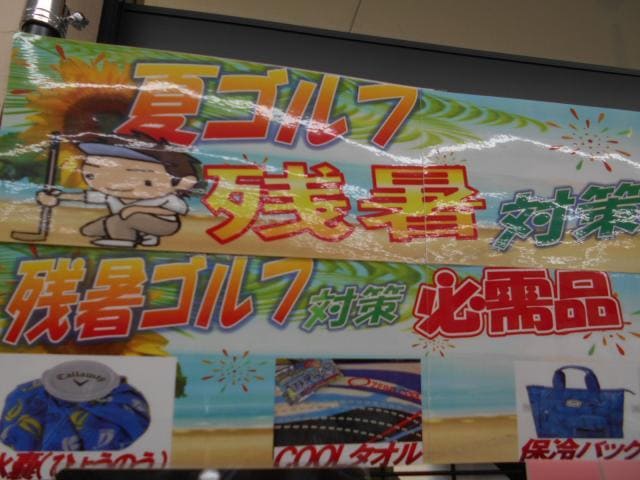 夏ゴルフ
残暑対策
残暑ゴルフ対策必需品
Callaway
氷嚢(ひょうのう)
COOLタオル
保冷バッグ